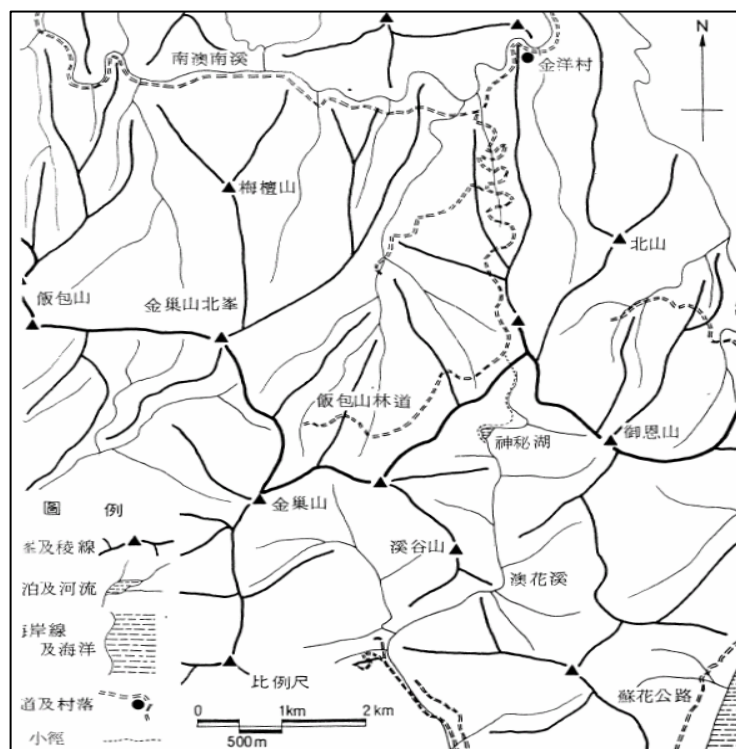 N
南澳南溪
金洋村
梅檀山
北山
飯包山
金巢山北峯
飯包山林道
神秘湖
御恩山
金巢山
溪谷山
澳花溪
蘇花公路
圖 例
及稜線
泊及河流
岸線
及海洋
道及村落
小徑
比例尺
0 1km 2 km
500m